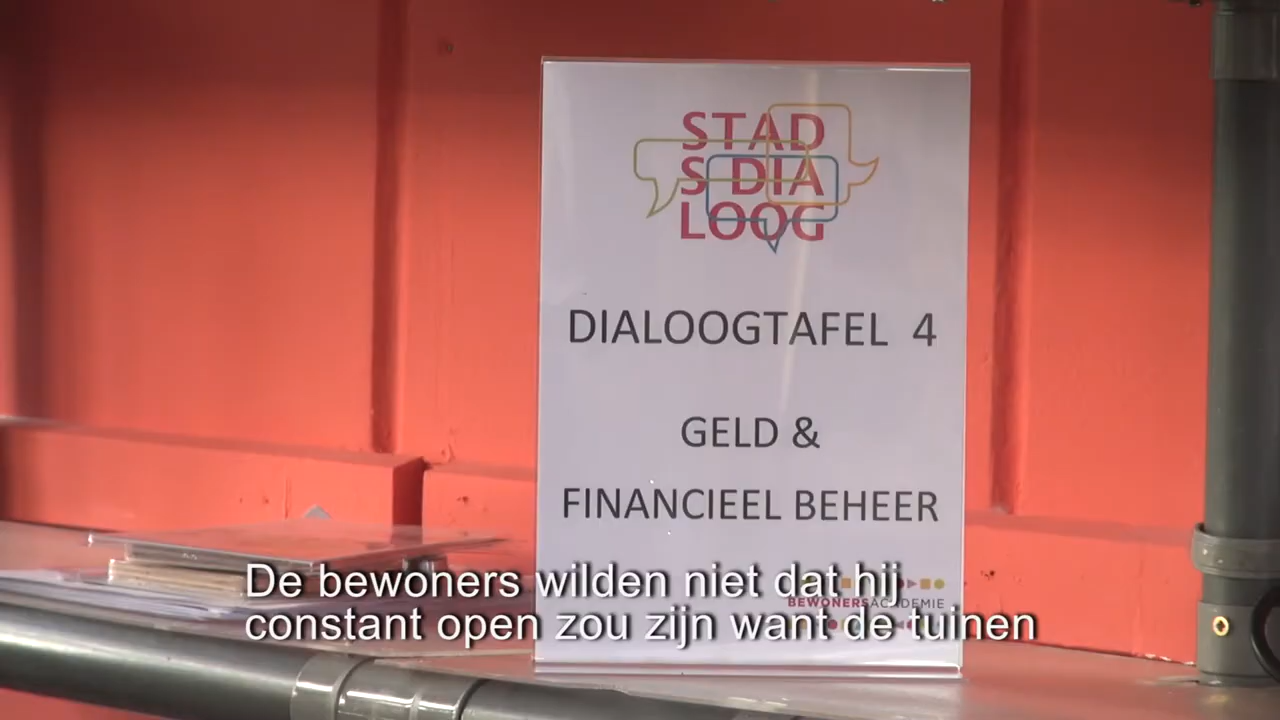 STAD
S DIA
LOOG
DIALOOGTAFEL 4
GELD &
FINANCIEEL BEHEER
BEWONERSACADEMIE
De bewoners wilden niet dat hij
constant open zou zijn want de tuinen